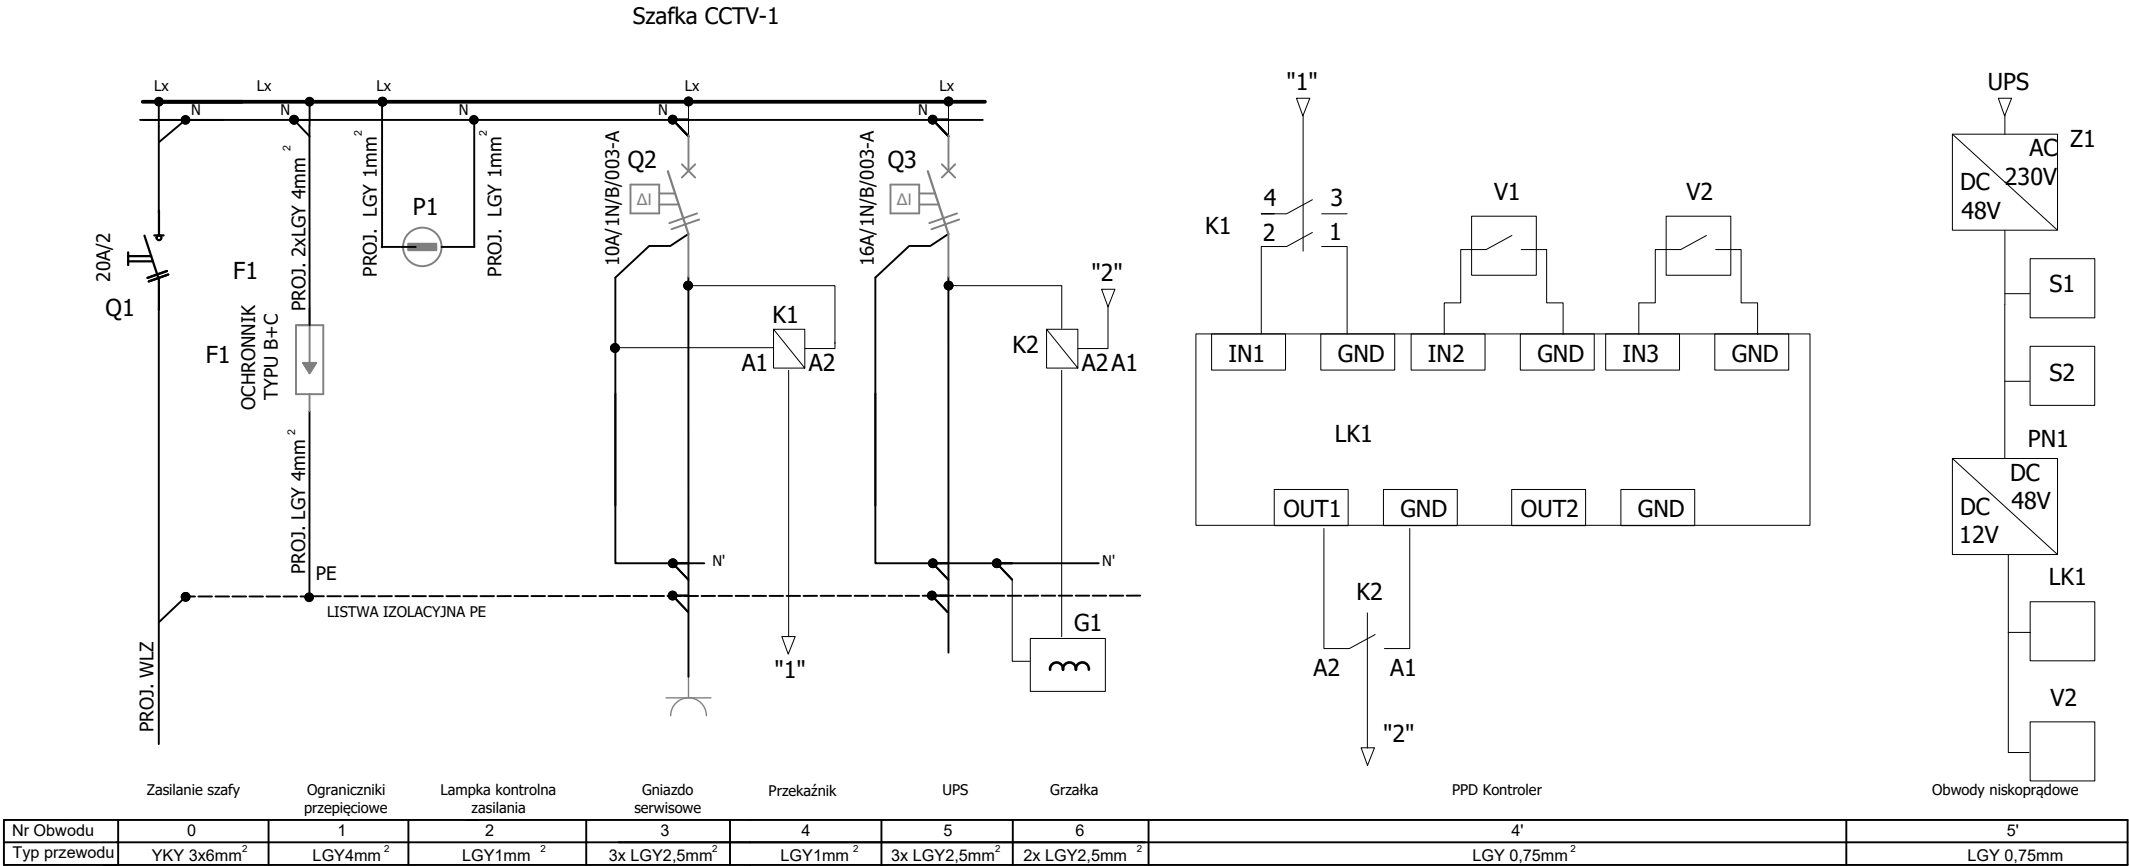 Szafka CCTV-1
Lx
Lx
Lx
Lx
Lx
N
N
N
N
N
20A/2
Q1
PROJ. WLZ
F1
F1
OCHRONNIK
TYPU B+C
PROJ. 2xLGY 4mm²
PROJ. LGY 4mm²
PE
LISTWA IZOLACYJNA PE
PROJ. LGY 1mm²
P1
PROJ. LGY 1mm²
10A/1N/B/003-A
Q2
ΔI
K1
A1
A2
N'
"1"
16A/1N/B/003-A
Q3
ΔI
"2"
K2
A2
A1
N'
G1
"1"
K1
4
3
2
1
V1
V2
IN1
GND
IN2
GND
IN3
GND
LK1
OUT1
GND
OUT2
GND
K2
A2
A1
"2"
UPS
Z1
AC
230V
DC
48V
S1
S2
PN1
DC
48V
DC
12V
LK1
V2
Zasilanie szafy
Ograniczniki
przepięciowe
Lampka kontrolna
zasilania
Gniazdo
serwisowe
Przekaźnik
UPS
Grzałka
PPD Kontroler
Obwody niskoprądowe
Nr Obwodu 0 1 2 3 4 5 6 4' 5'
Typ przewodu YKY 3x6mm² LGY4mm² LGY1mm² 3x LGY2,5mm² LGY1mm² 3x LGY2,5mm² 2x LGY2,5mm² LGY 0,75mm² LGY 0,75mm